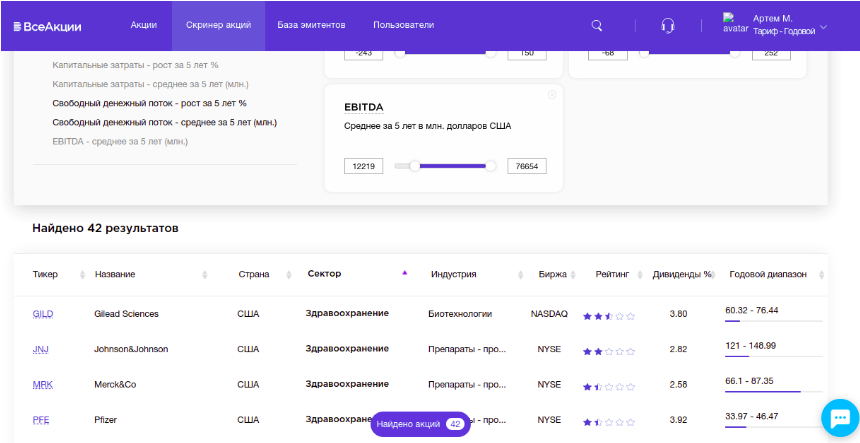 ВсеАкции Акции Скринер акций База эмитентов Пользователи avatar Артем М.
Тариф - Годовой
-243 150 -68 252
Капитальные затраты - рост за 5 лет %
Капитальные затраты - среднее за 5 лет (млн.)
Свободный денежный поток - рост за 5 лет %
Свободный денежный поток - среднее за 5 лет (млн.)
EBITDA - среднее за 5 лет (млн.)
EBITDA
Среднее за 5 лет в млн. долларов США
12219 76654
Найдено 42 результатов
Тикер Название Страна Сектор Индустрия Биржа Рейтинг Дивиденды % Годовой диапазон
GILD Gilead Sciences США Здравоохранение Биотехнологии NASDAQ 3.80 60.32 - 76.44
JNJ Johnson&Johnson США Здравоохранение Препараты - про... NYSE 2.82 121 - 148.99
MRK Merck&Co США Здравоохранение Препараты - про... NYSE 2.58 66.1 - 87.35
PFE Pfizer США Здравоохранение Препараты - про... NYSE 3.92 33.97 - 46.47
Найдено акций 42